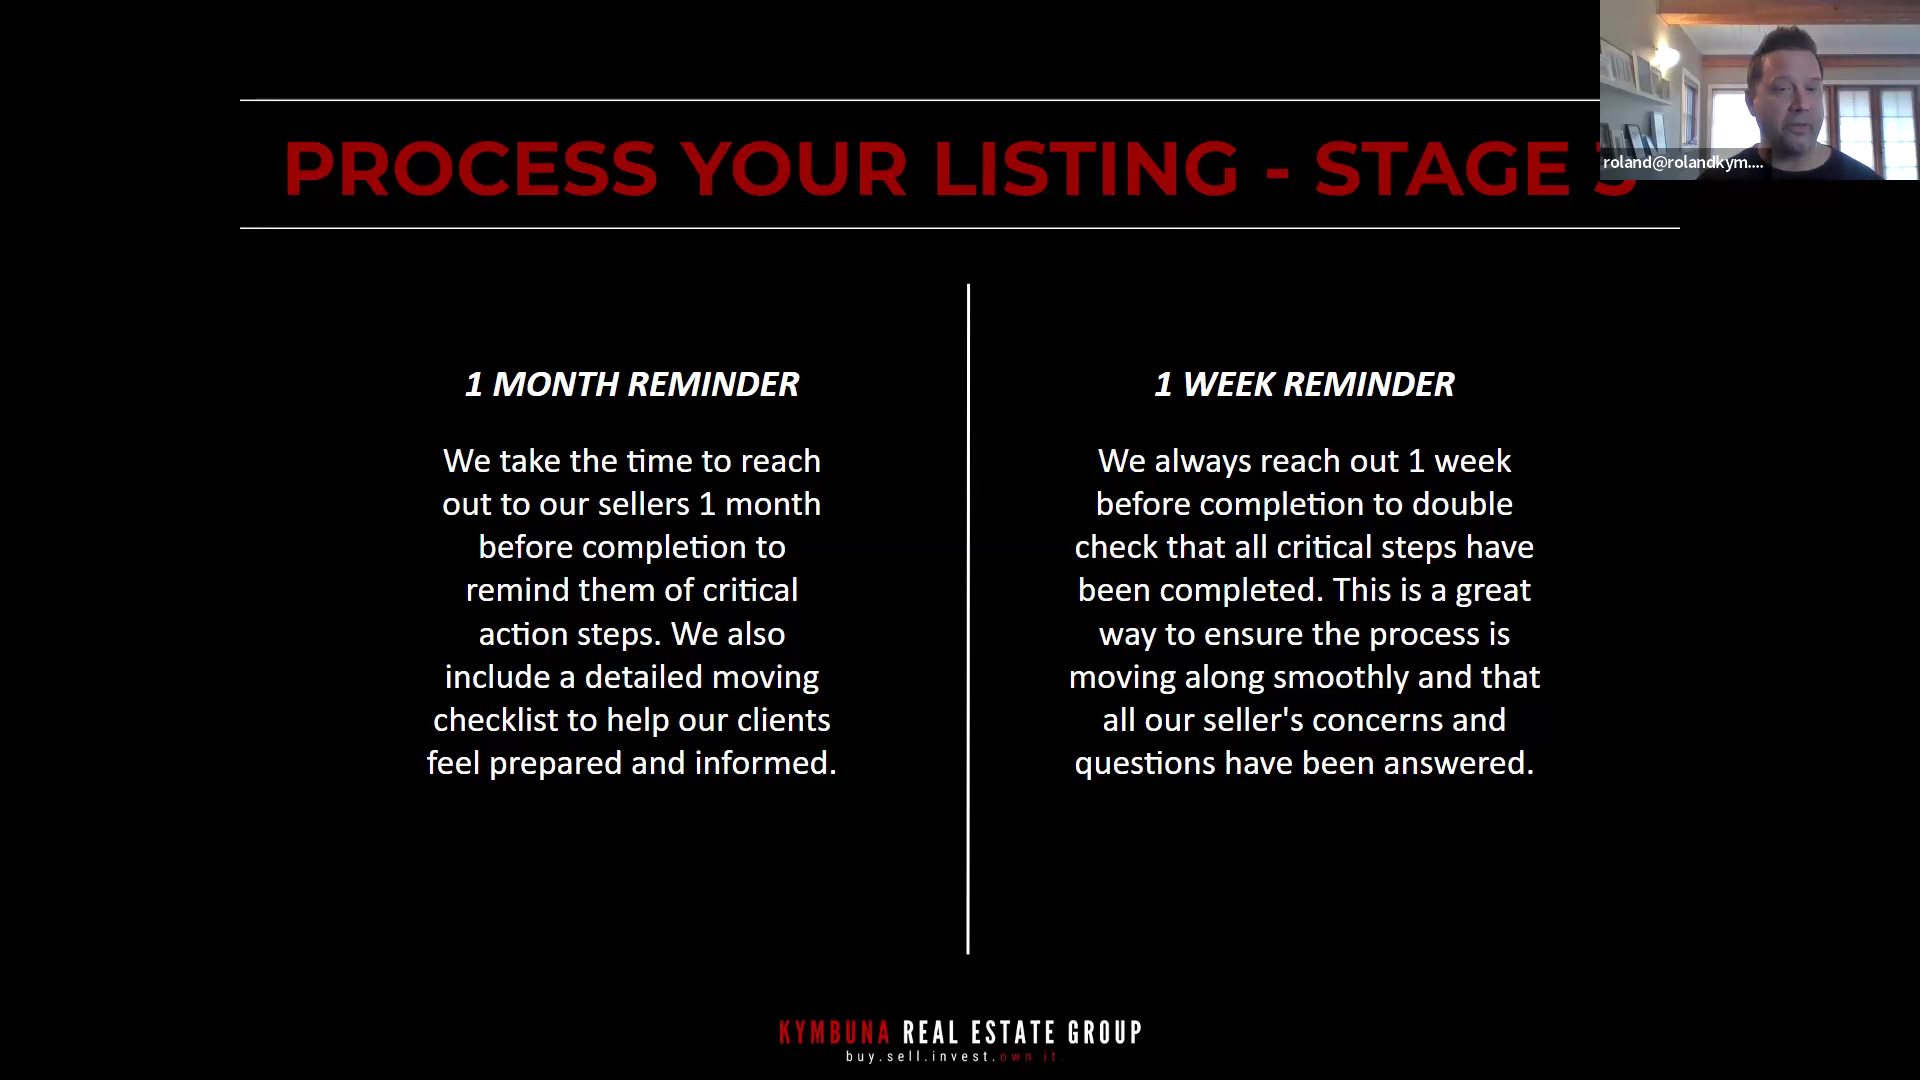 PROCESS YOUR LISTING - STAGE 3
roland@rolandkym....
1 MONTH REMINDER
We take the time to reach
out to our sellers 1 month
before completion to
remind them of critical
action steps. We also
include a detailed moving
checklist to help our clients
feel prepared and informed.
1 WEEK REMINDER
We always reach out 1 week
before completion to double
check that all critical steps have
been completed. This is a great
way to ensure the process is
moving along smoothly and that
all our seller's concerns and
questions have been answered.
KYMBUNA REAL ESTATE GROUP
buy.sell.invest.own it.